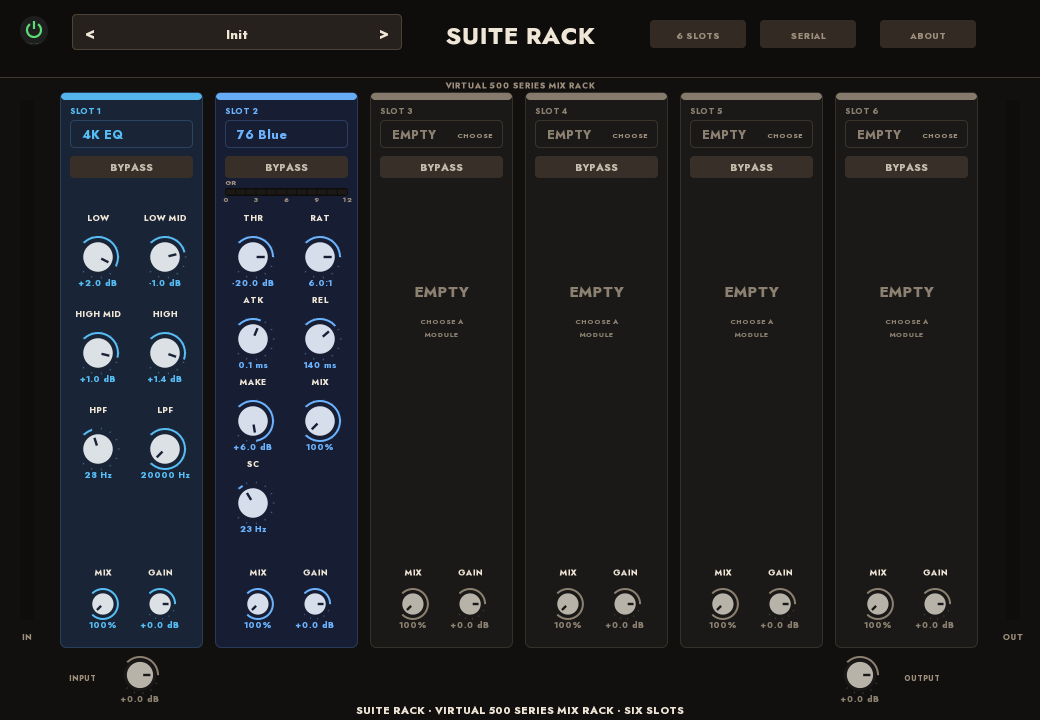 < Init >
SUITE RACK
6 SLOTS SERIAL ABOUT
VIRTUAL 500 SERIES MIX RACK
SLOT 1
4K EQ
BYPASS
LOW LOW MID
+2.0 dB -1.0 dB
HIGH MID HIGH
+1.0 dB +1.4 dB
HPF LPF
28 Hz 20000 Hz
MIX GAIN
100% +0.0 dB
SLOT 2
76 Blue
BYPASS
GR
0 3 6 9 12
THR RAT
-20.0 dB 6.0:1
ATK REL
0.1 ms 140 ms
MAKE MIX
+6.0 dB 100%
SC
23 Hz
MIX GAIN
100% +0.0 dB
SLOT 3
EMPTY CHOOSE
BYPASS
EMPTY
CHOOSE A
MODULE
MIX GAIN
100% +0.0 dB
SLOT 4
EMPTY CHOOSE
BYPASS
EMPTY
CHOOSE A
MODULE
MIX GAIN
100% +0.0 dB
SLOT 5
EMPTY CHOOSE
BYPASS
EMPTY
CHOOSE A
MODULE
MIX GAIN
100% +0.0 dB
SLOT 6
EMPTY CHOOSE
BYPASS
EMPTY
CHOOSE A
MODULE
MIX GAIN
100% +0.0 dB
IN OUT
INPUT
+0.0 dB
OUTPUT
+0.0 dB
SUITE RACK · VIRTUAL 500 SERIES MIX RACK · SIX SLOTS